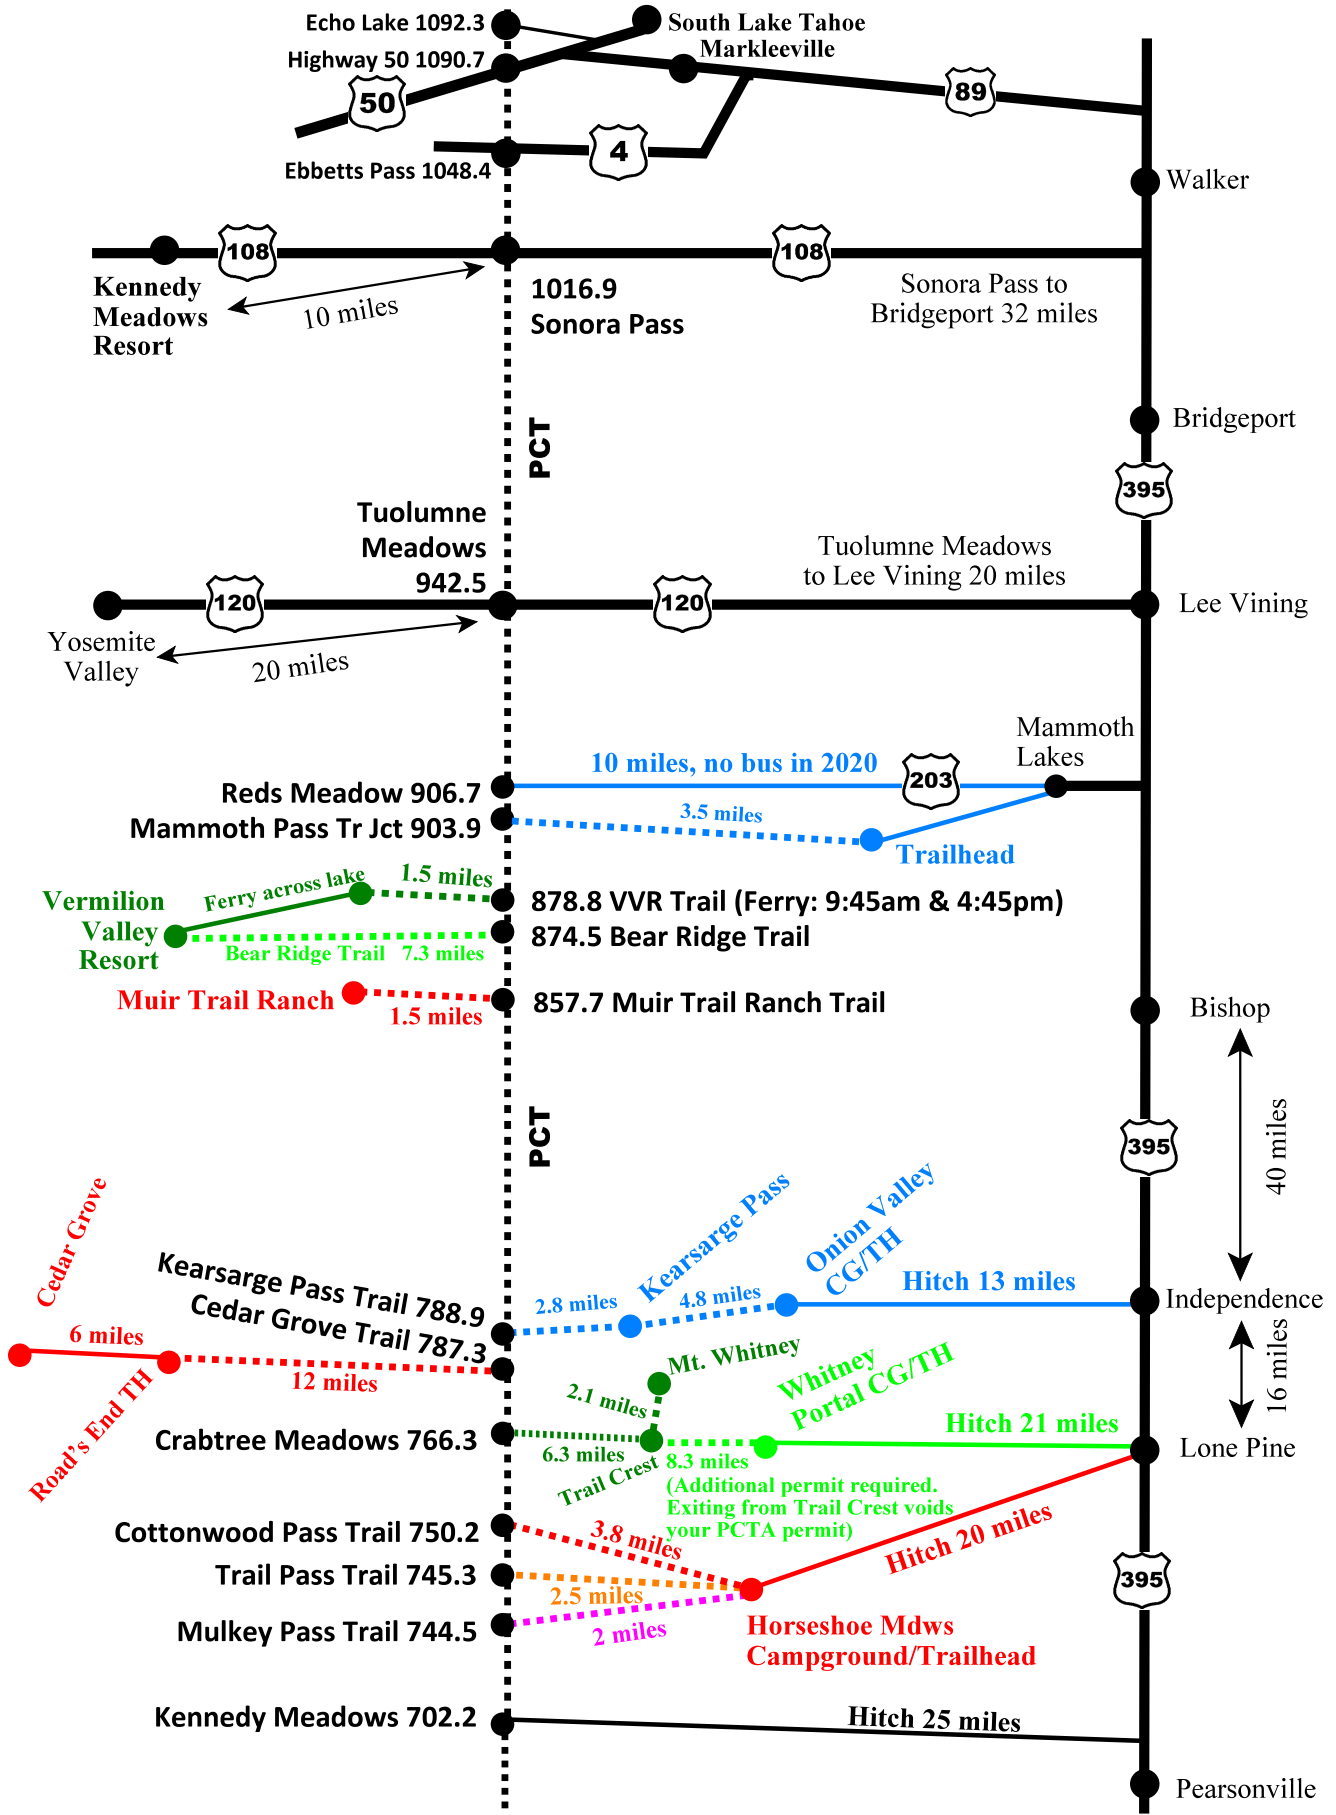 Echo Lake 1092.3
South Lake Tahoe
Markleeville
Highway 50 1090.7
50
89
4
Ebbetts Pass 1048.4
Walker
108
108
Kennedy
Meadows
Resort
10 miles
1016.9
Sonora Pass
Sonora Pass to
Bridgeport 32 miles
PCT
Bridgeport
395
Tuolumne
Meadows
942.5
Tuolumne Meadows
to Lee Vining 20 miles
120
120
Lee Vining
Yosemite
Valley
20 miles
Mammoth
Lakes
10 miles, no bus in 2020
203
Reds Meadow 906.7
3.5 miles
Mammoth Pass Tr Jct 903.9
Trailhead
Vermilion
Valley
Resort
Ferry across lake
1.5 miles
878.8 VVR Trail (Ferry: 9:45am & 4:45pm)
874.5 Bear Ridge Trail
Bear Ridge Trail 7.3 miles
Muir Trail Ranch
1.5 miles
857.7 Muir Trail Ranch Trail
Bishop
PCT
395
40 miles
Cedar Grove
Kearsarge Pass Trail 788.9
Cedar Grove Trail 787.3
2.8 miles
Kearsarge Pass
4.8 miles
Onion Valley
CG/TH
Hitch 13 miles
Independence
6 miles
Road's End TH
12 miles
16 miles
Mt. Whitney
2.1 miles
Whitney
Portal CG/TH
Hitch 21 miles
Crabtree Meadows 766.3
6.3 miles
Trail Crest
8.3 miles
(Additional permit required.
Exiting from Trail Crest voids
your PCTA permit)
Lone Pine
Cottonwood Pass Trail 750.2
3.8 miles
Hitch 20 miles
Trail Pass Trail 745.3
2.5 miles
395
Mulkey Pass Trail 744.5
2 miles
Horseshoe Mdws
Campground/Trailhead
Kennedy Meadows 702.2
Hitch 25 miles
Pearsonville